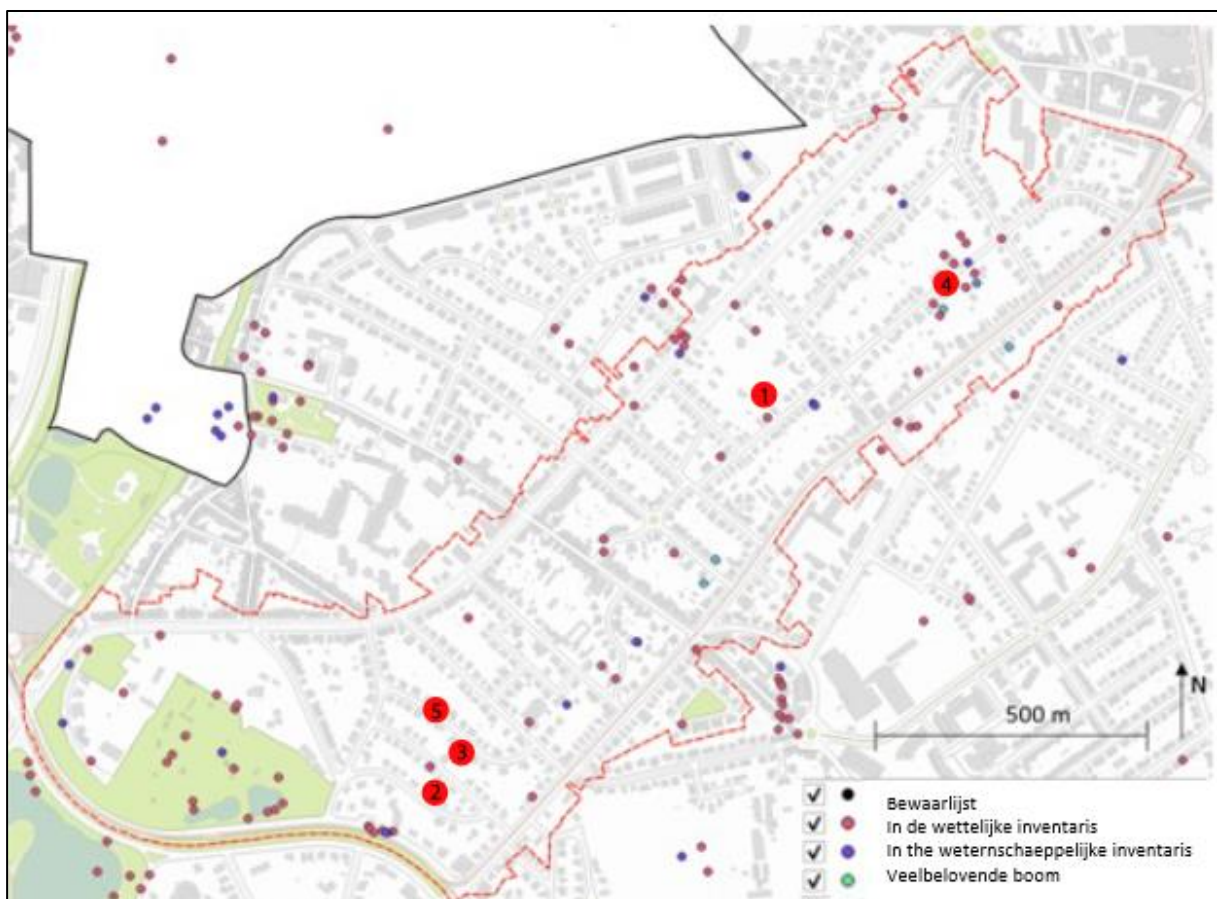 4
1
N
500 m
5
3
2
Bewaarlijst
In de wettelijke inventaris
In the weternschaeppelijke inventaris
Veelbelovende boom